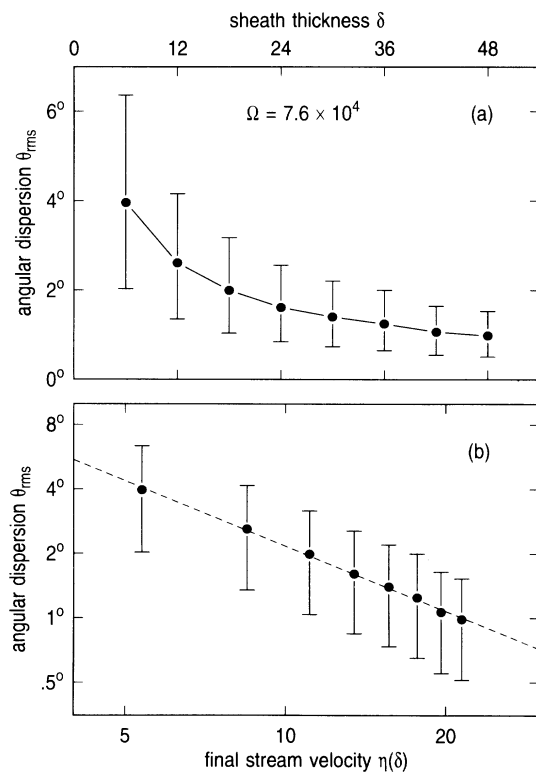 sheath thickness δ
0 12 24 36 48
Ω = 7.6 × 10⁴
(a)
angular dispersion θrms
6°
4°
2°
0°
(b)
angular dispersion θrms
8°
4°
2°
1°
.5°
5 10 20
final stream velocity η(δ)